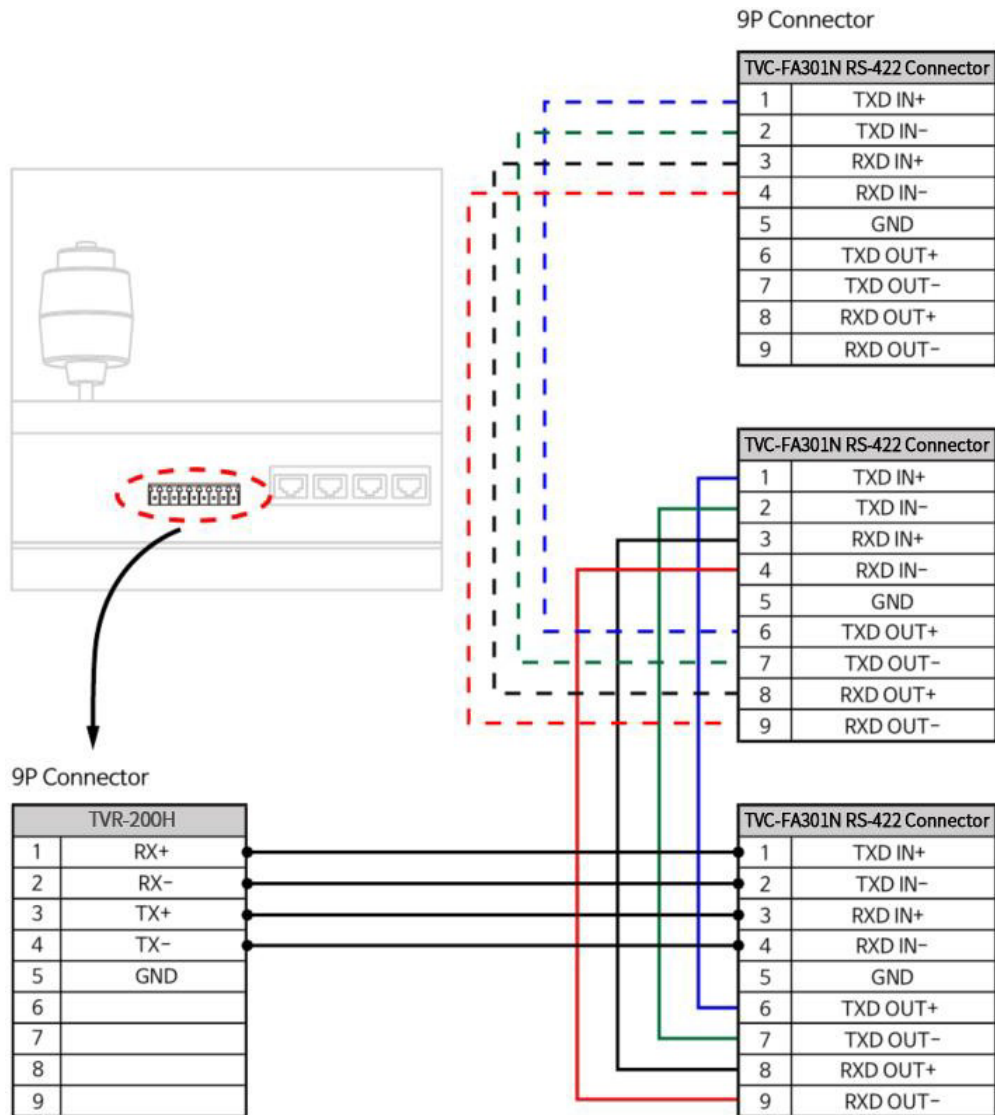 9P Connector
TVC-FA301N RS-422 Connector
1 TXD IN+
2 TXD IN-
3 RXD IN+
4 RXD IN-
5 GND
6 TXD OUT+
7 TXD OUT-
8 RXD OUT+
9 RXD OUT-
TVC-FA301N RS-422 Connector
1 TXD IN+
2 TXD IN-
3 RXD IN+
4 RXD IN-
5 GND
6 TXD OUT+
7 TXD OUT-
8 RXD OUT+
9 RXD OUT-
9P Connector
TVR-200H
1 RX+
2 RX-
3 TX+
4 TX-
5 GND
6
7
8
9
TVC-FA301N RS-422 Connector
1 TXD IN+
2 TXD IN-
3 RXD IN+
4 RXD IN-
5 GND
6 TXD OUT+
7 TXD OUT-
8 RXD OUT+
9 RXD OUT-